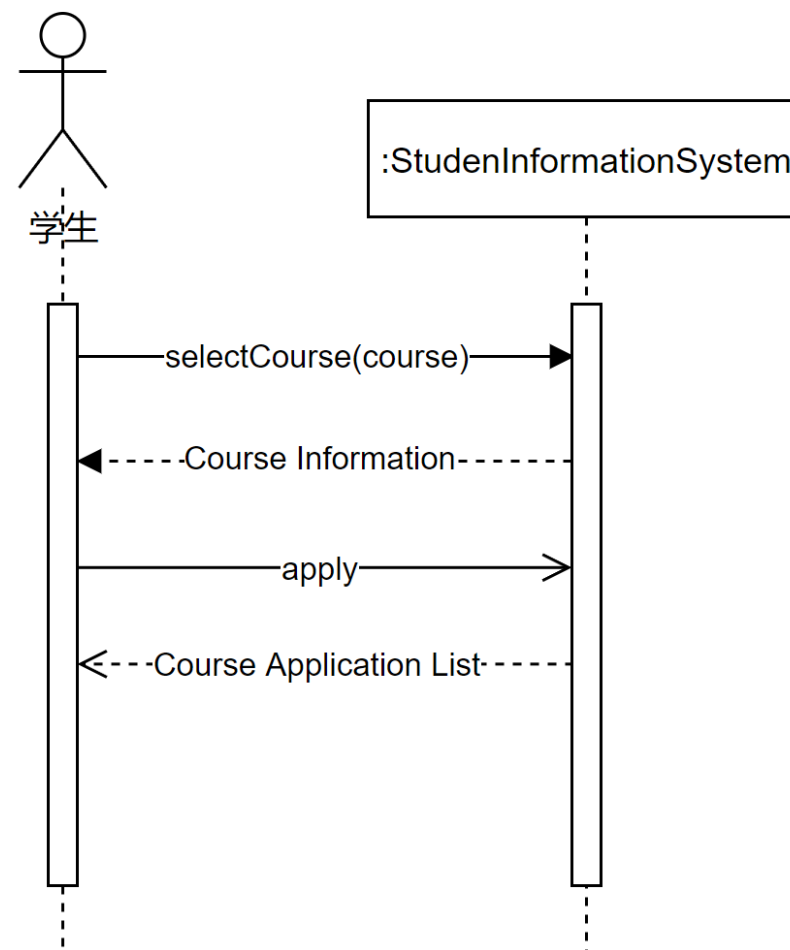 学生
:StudenInformationSystem
selectCourse(course)
Course Information
apply
Course Application List